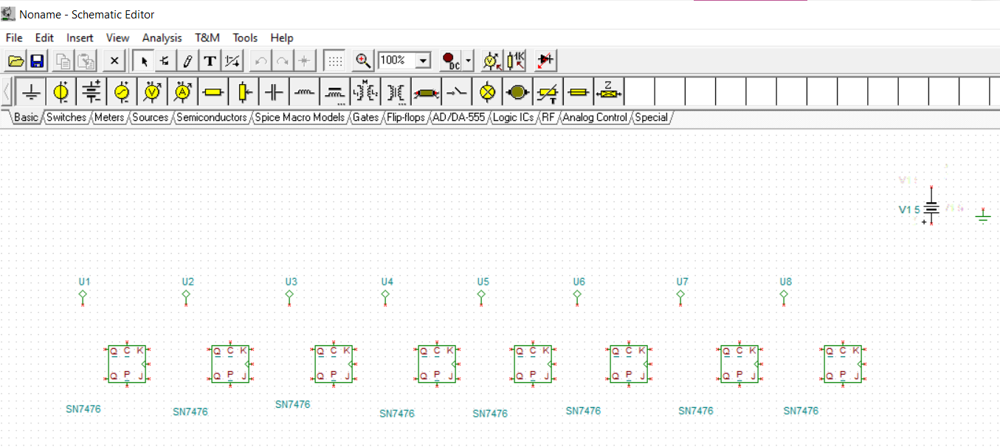 Noname - Schematic Editor
File Edit Insert View Analysis T&M Tools Help
T 100% DC 1K
M Z
Basic Switches Meters Sources Semiconductors Spice Macro Models Gates Flip-flops AD/DA-555 Logic ICs RF Analog Control Special
V1 5
+
U1 U2 U3 U4 U5 U6 U7 U8
Q C K Q C K Q C K Q C K Q C K Q C K Q C K Q C K
Q P J Q P J Q P J Q P J Q P J Q P J Q P J Q P J
SN7476 SN7476 SN7476 SN7476 SN7476 SN7476 SN7476 SN7476